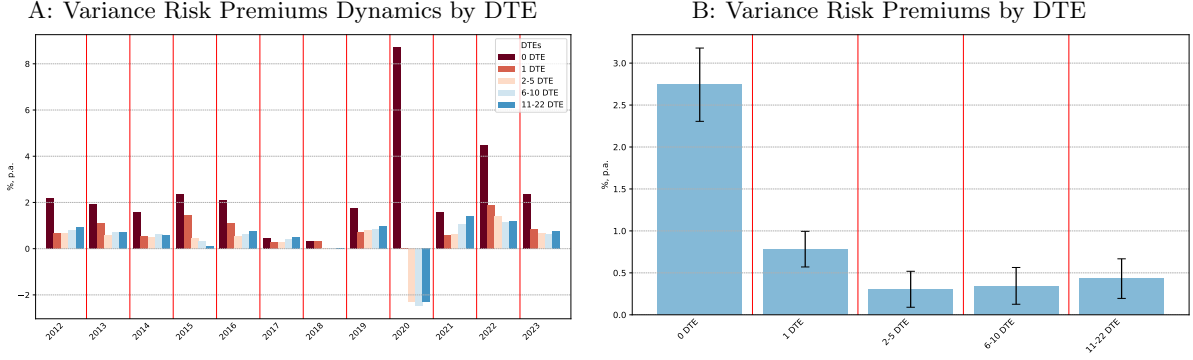 A: Variance Risk Premiums Dynamics by DTE
%, p.a.
8
6
4
2
0
−2
DTEs
0 DTE
1 DTE
2-5 DTE
6-10 DTE
11-22 DTE
2012
2013
2014
2015
2016
2017
2018
2019
2020
2021
2022
2023
B: Variance Risk Premiums by DTE
%, p.a.
3.0
2.5
2.0
1.5
1.0
0.5
0.0
0 DTE
1 DTE
2-5 DTE
6-10 DTE
11-22 DTE